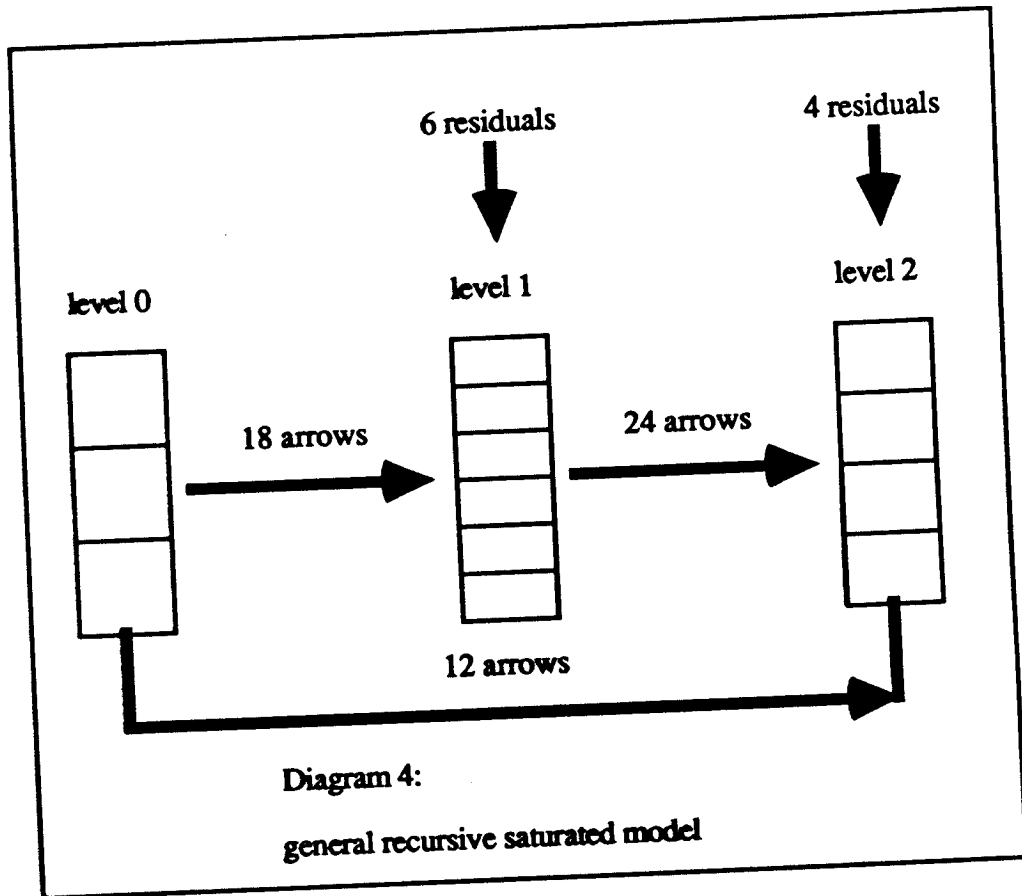 6 residuals
4 residuals
level 0
level 1
level 2
18 arrows
24 arrows
12 arrows
Diagram 4:
general recursive saturated model